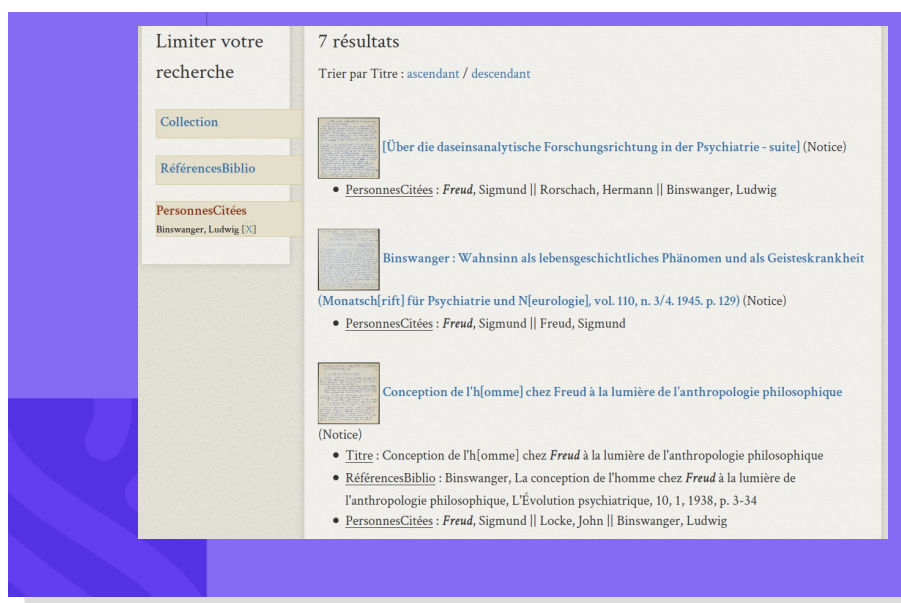 Limiter votre
recherche
Collection
RéférencesBiblio
PersonnesCitées
Binswanger, Ludwig [X]
7 résultats
Trier par Titre : ascendant / descendant
[Über die daseinsanalytische Forschungsrichtung in der Psychiatrie - suite] (Notice)
● PersonnesCitées : Freud, Sigmund || Rorschach, Hermann || Binswanger, Ludwig
Binswanger : Wahnsinn als lebensgeschichtliches Phänomen und als Geisteskrankheit
(Monatsch[rift] für Psychiatrie und N[eurologie], vol. 110, n. 3/4. 1945. p. 129) (Notice)
● PersonnesCitées : Freud, Sigmund || Freud, Sigmund
Conception de l'h[omme] chez Freud à la lumière de l'anthropologie philosophique
(Notice)
● Titre : Conception de l'h[omme] chez Freud à la lumière de l'anthropologie philosophique
● RéférencesBiblio : Binswanger, La conception de l'homme chez Freud à la lumière de
l'anthropologie philosophique, L'Évolution psychiatrique, 10, 1, 1938, p. 3-34
● PersonnesCitées : Freud, Sigmund || Locke, John || Binswanger, Ludwig